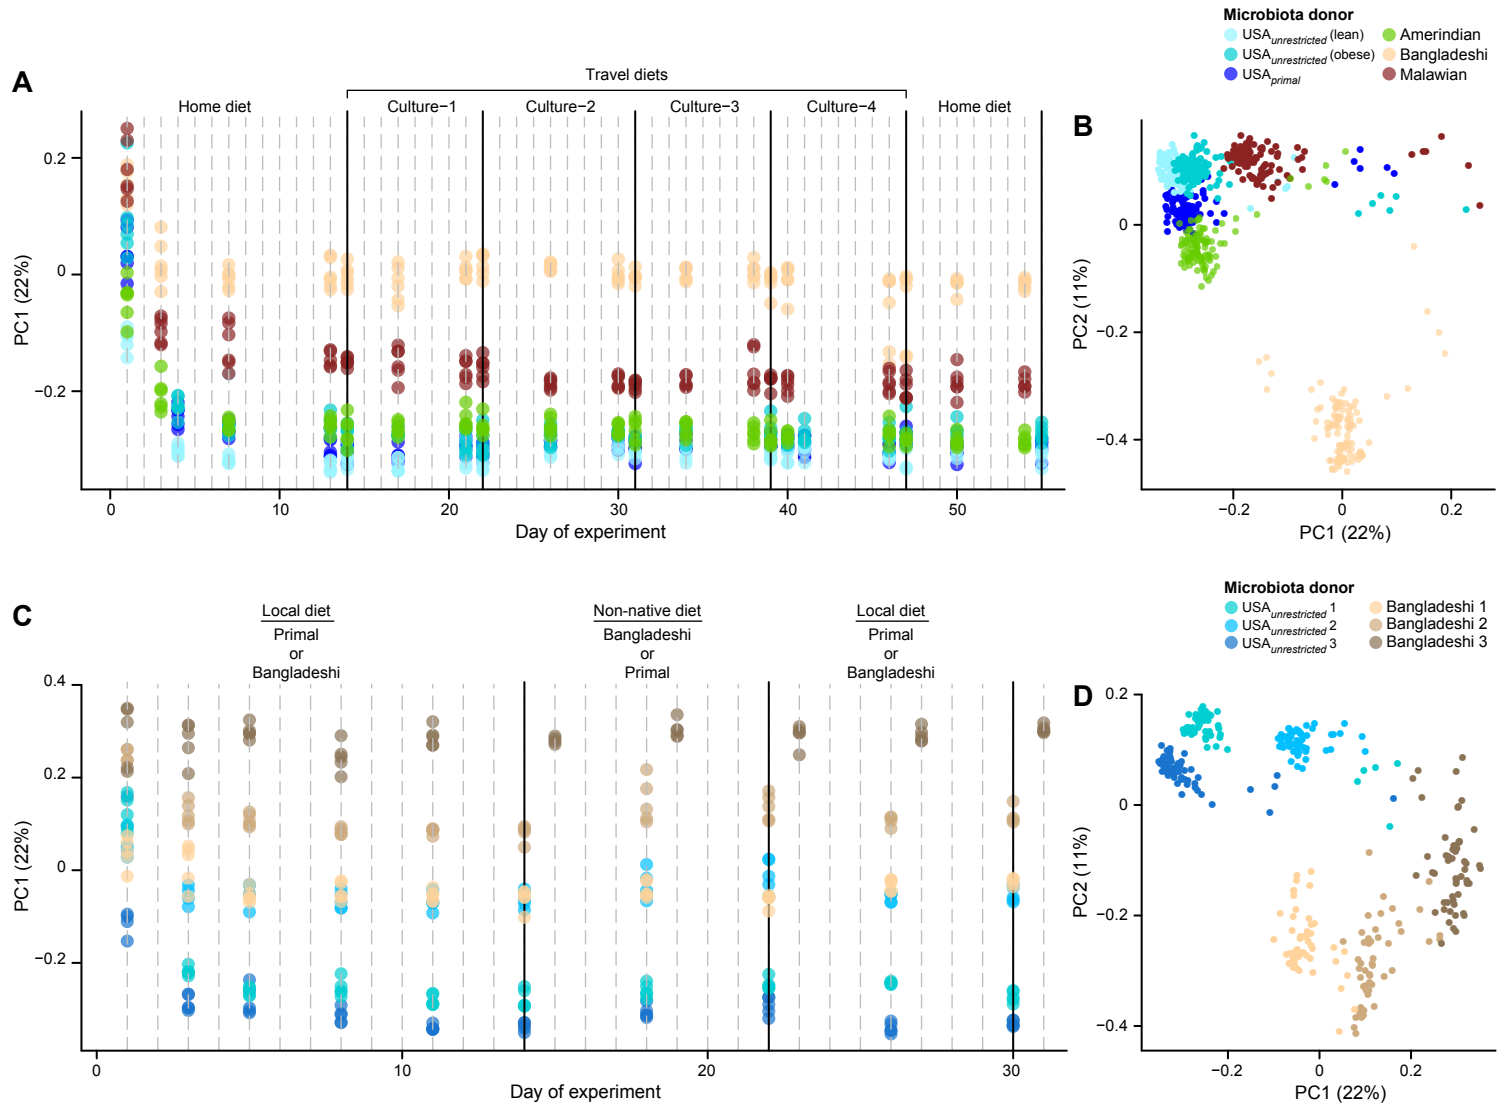 Microbiota donor
USAunrestricted (lean)
USAunrestricted (obese)
USAprimal
Amerindian
Bangladeshi
Malawian
A
Travel diets
Home diet
Culture−1
Culture−2
Culture−3
Culture−4
Home diet
PC1 (22%)
0.2
0
−0.2
0
10
20
30
40
50
Day of experiment
B
PC2 (11%)
0
−0.2
−0.4
−0.2
0
0.2
PC1 (22%)
C
Local diet
Primal
or
Bangladeshi
Non-native diet
Bangladeshi
or
Primal
Local diet
Primal
or
Bangladeshi
PC1 (22%)
0.4
0.2
0
−0.2
0
10
20
30
Day of experiment
Microbiota donor
USAunrestricted 1
USAunrestricted 2
USAunrestricted 3
Bangladeshi 1
Bangladeshi 2
Bangladeshi 3
D
PC2 (11%)
0.2
0
−0.2
−0.4
−0.2
0
0.2
PC1 (22%)